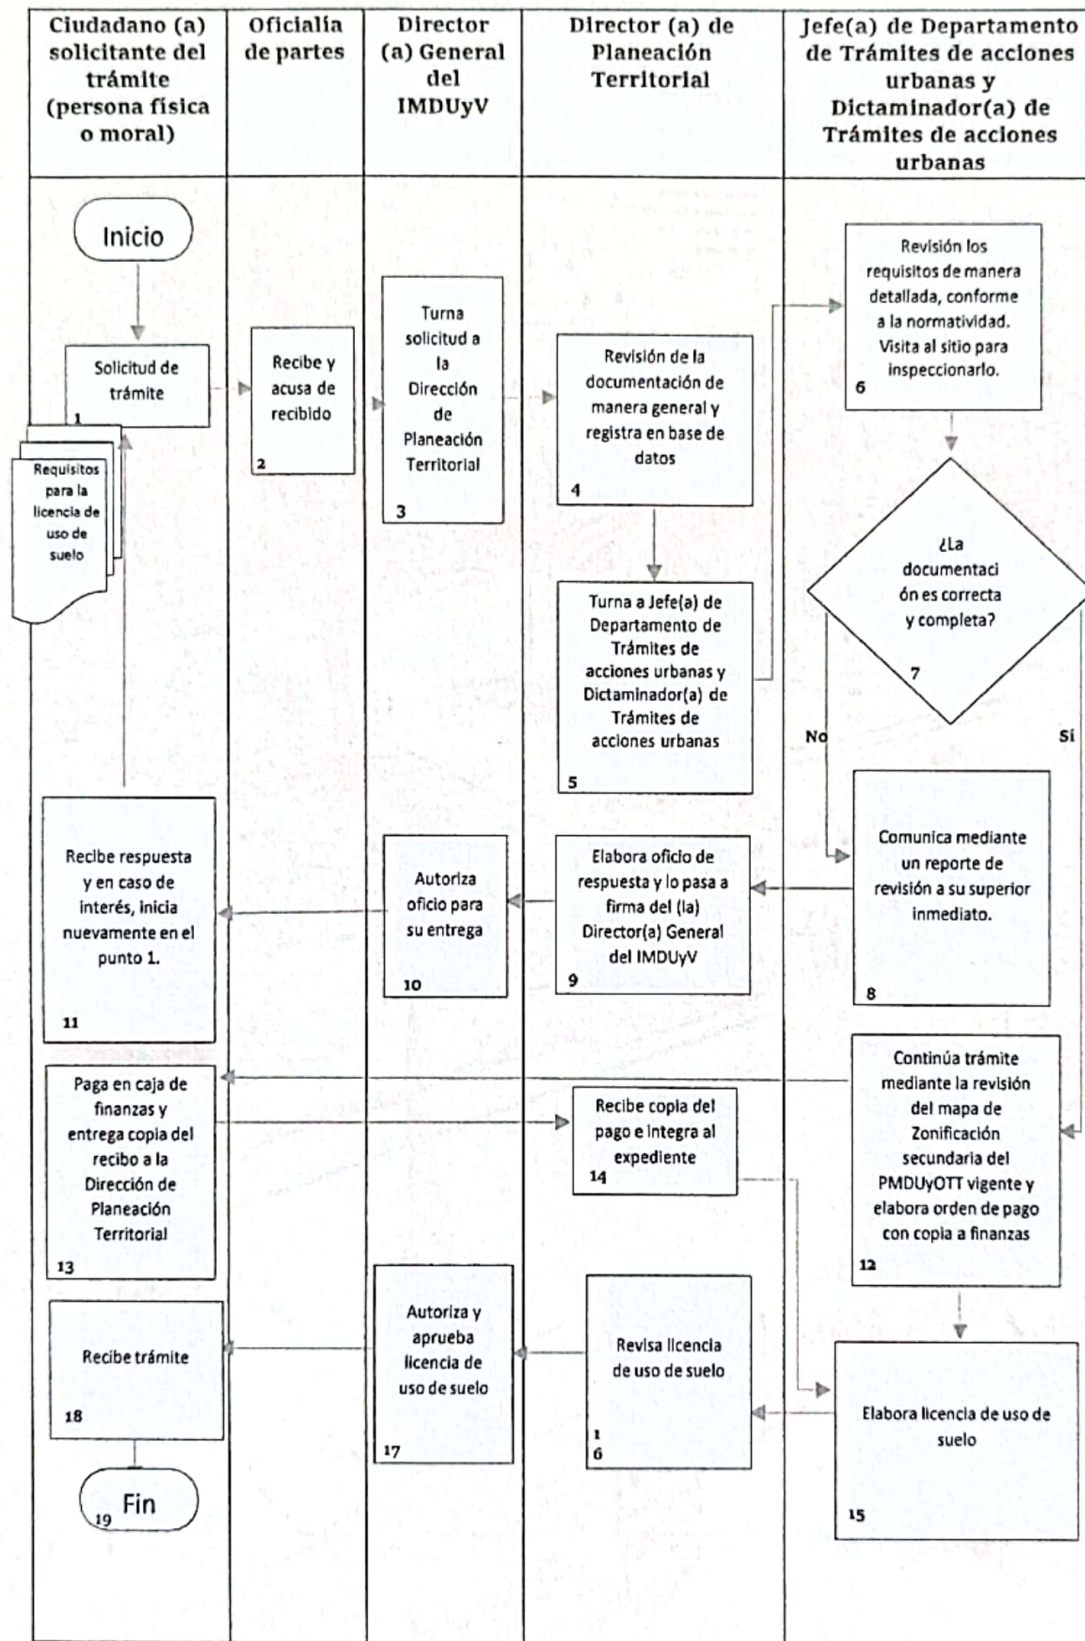 Ciudadano (a)
solicitante del
trámite
(persona física
o moral)
Oficialía
de partes
Director
(a) General
del
IMDUyV
Director (a) de
Planeación
Territorial
Jefe(a) de Departamento
de Trámites de acciones
urbanas y
Dictaminador(a) de
Trámites de acciones
urbanas
Inicio
Solicitud de
trámite
1
Requisitos
para la
licencia de
uso de
suelo
Recibe y
acusa de
recibido
2
Turna
solicitud a
la
Dirección
de
Planeación
Territorial
3
Revisión de la
documentación de
manera general y
registra en base de
datos
4
Turna a Jefe(a) de
Departamento de
Trámites de
acciones urbanas y
Dictaminador(a) de
Trámites de
acciones urbanas
5
Revisión los
requisitos de manera
detallada, conforme
a la normatividad.
Visita al sitio para
inspeccionarlo.
6
¿La
documentaci
ón es correcta
y completa?
7
No
Sí
Comunica mediante
un reporte de
revisión a su superior
inmediato.
8
Elabora oficio de
respuesta y lo pasa a
firma del (la)
Director(a) General
del IMDUyV
9
Autoriza
oficio para
su entrega
10
Recibe respuesta
y en caso de
interés, inicia
nuevamente en el
punto 1.
11
Continúa trámite
mediante la revisión
del mapa de
Zonificación
secundaria del
PMDUyOTT vigente y
elabora orden de pago
con copia a finanzas
12
Paga en caja de
finanzas y
entrega copia del
recibo a la
Dirección de
Planeación
Territorial
13
Recibe copia del
pago e integra al
expediente
14
Elabora licencia de uso de
suelo
15
Revisa licencia
de uso de suelo
1
6
Autoriza y
aprueba
licencia de
uso de suelo
17
Recibe trámite
18
Fin
19